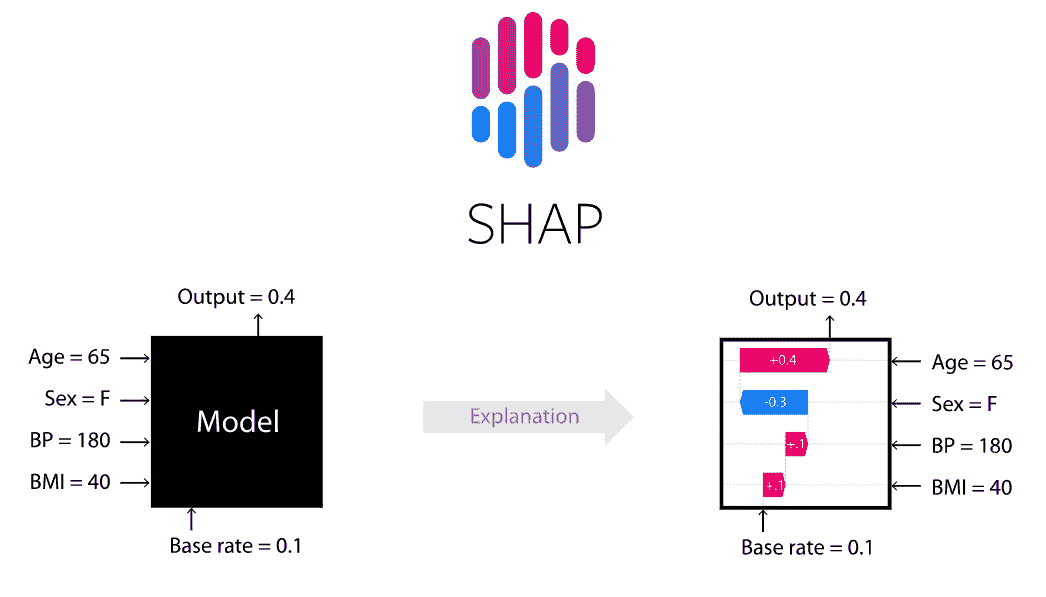 SHAP
Output = 0.4
Age = 65
Sex = F
BP = 180
BMI = 40
Model
Base rate = 0.1
Explanation
Output = 0.4
+0.4
Age = 65
-0.3
Sex = F
+.1
BP = 180
+.1
BMI = 40
Base rate = 0.1